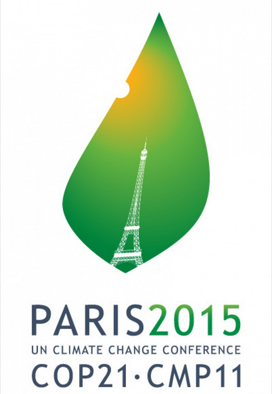 PARIS2015
UN CLIMATE CHANGE CONFERENCE
COP21·CMP11